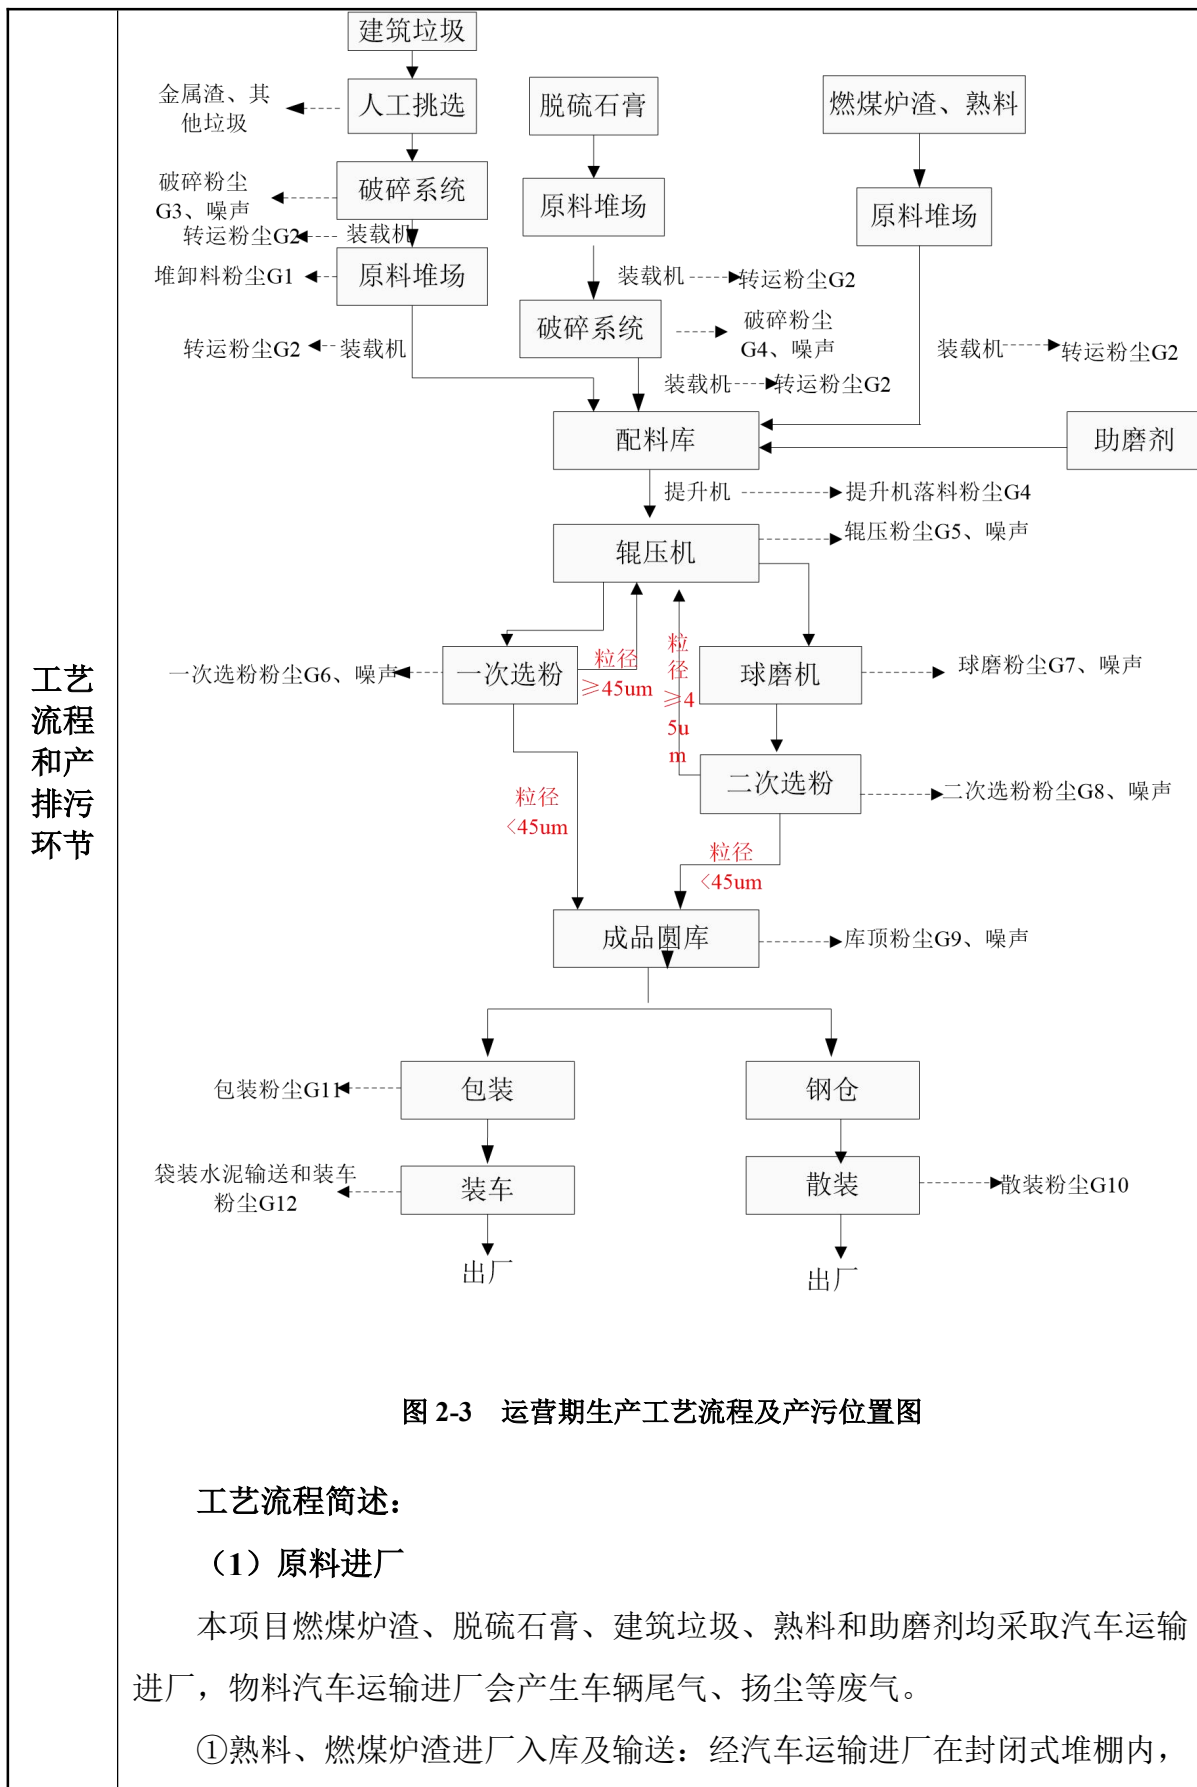 工艺
流程
和产
排污
环节
建筑垃圾
金属渣、其
他垃圾
人工挑选
脱硫石膏
燃煤炉渣、熟料
破碎粉尘
G3、噪声
破碎系统
原料堆场
原料堆场
转运粉尘G2
装载机
堆卸料粉尘G1
原料堆场
装载机
转运粉尘G2
破碎系统
破碎粉尘
G4、噪声
转运粉尘G2
装载机
装载机
转运粉尘G2
装载机
转运粉尘G2
配料库
助磨剂
提升机
提升机落料粉尘G4
辊压机
辊压粉尘G5、噪声
一次选粉粉尘G6、噪声
一次选粉
粒径
≥45um
粒
径
≥4
5u
m
球磨机
球磨粉尘G7、噪声
二次选粉
二次选粉粉尘G8、噪声
粒径
<45um
粒径
<45um
成品圆库
库顶粉尘G9、噪声
包装粉尘G11
包装
钢仓
袋装水泥输送和装车
粉尘G12
装车
散装
散装粉尘G10
出厂
出厂
图 2-3 运营期生产工艺流程及产污位置图
工艺流程简述：
（1）原料进厂
本项目燃煤炉渣、脱硫石膏、建筑垃圾、熟料和助磨剂均采取汽车运输
进厂，物料汽车运输进厂会产生车辆尾气、扬尘等废气。
①熟料、燃煤炉渣进厂入库及输送：经汽车运输进厂在封闭式堆棚内，